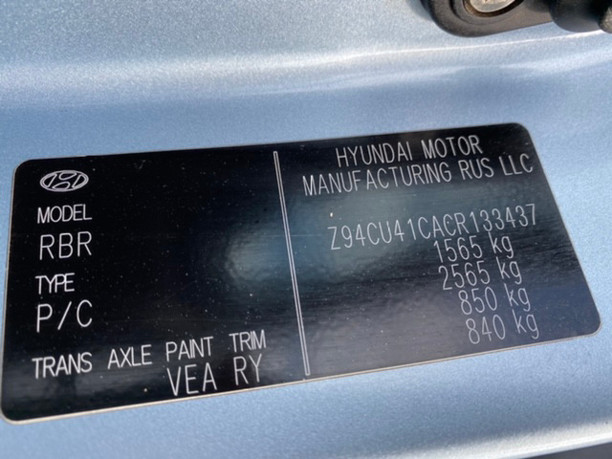 MODEL
RBR
TYPE
P/C
TRANS AXLE PAINT TRIM
VEA RY
HYUNDAI MOTOR
MANUFACTURING RUS LLC
Z94CU41CACR133437
1565 kg
2565 kg
850 kg
840 kg